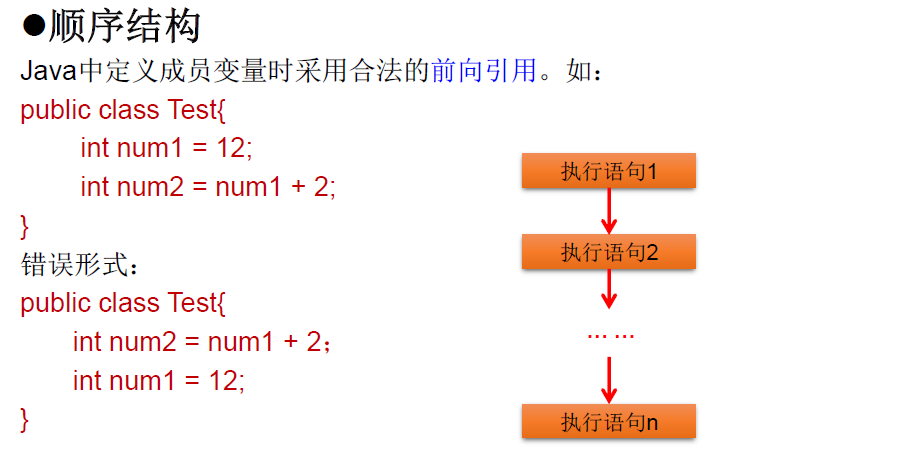 ●顺序结构
Java中定义成员变量时采用合法的前向引用。如：
public class Test{
int num1 = 12;
int num2 = num1 + 2;
}
错误形式：
public class Test{
int num2 = num1 + 2；
int num1 = 12;
}
执行语句1
执行语句2
... ...
执行语句n